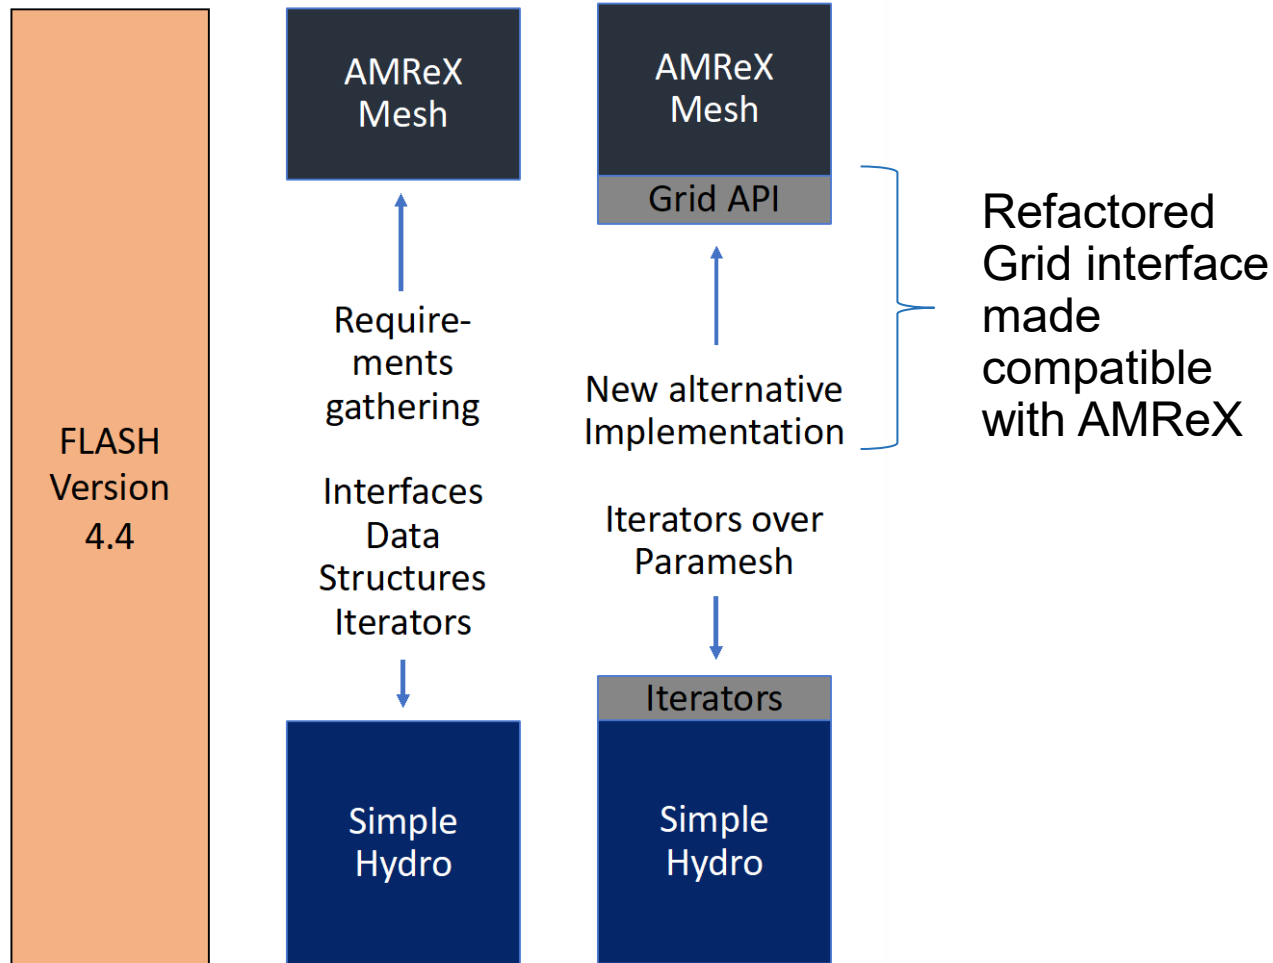 FLASH
Version
4.4
AMReX
Mesh
Require-
ments
gathering
Interfaces
Data
Structures
Iterators
Simple
Hydro
AMReX
Mesh
Grid API
New alternative
Implementation
Iterators over
Paramesh
Iterators
Simple
Hydro
Refactored
Grid interface
made
compatible
with AMReX